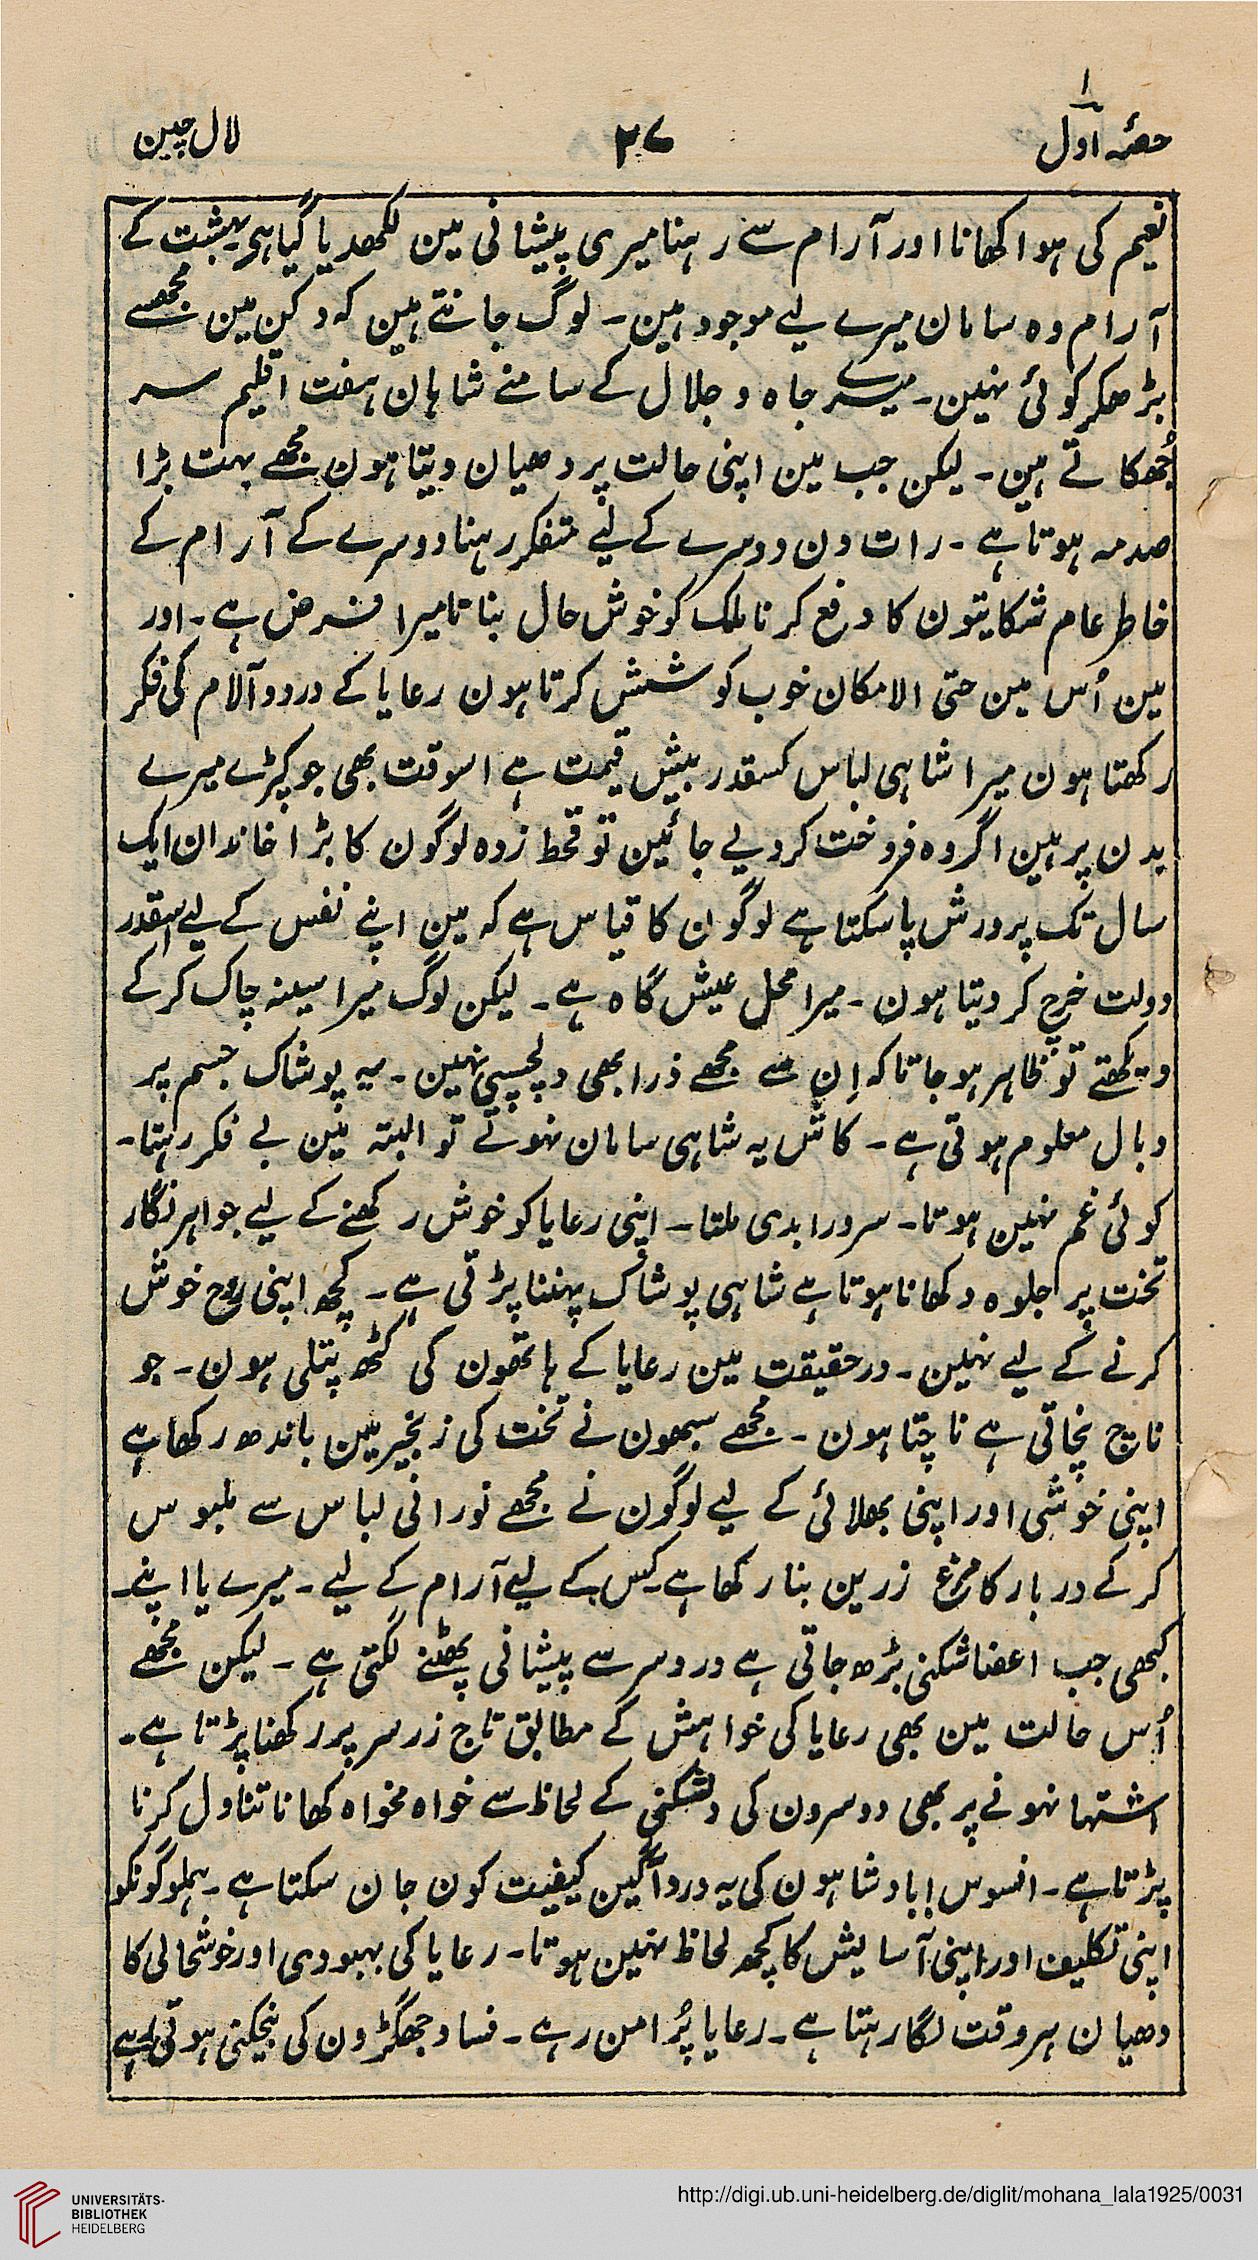 ۱
حصّہ اول
۲۷
لال چین
نعیم کی ہوا کھانا اور آرام سے رہنا میری پیشانی مین لکھدیا گیا ہی بہشت کے
آرام وہ سامان میرے لیے موجود ہین۔ لوگ جانتے ہین کہ دکن مین مجھسے
بڑھکر کوئی نہین۔ میرے جاہ و جلال کے سامنے شاہان ہفت اقلیم سر
جُھکاتے ہین۔ لیکن جب مین اپنی حالت پر دھیان دیتا ہون مجھے بہت بڑا
صدمہ ہوتا ہے۔ رات دن دوسرے کے لیے متفکر رہنا دوسرے کے آرام کے
خاطر عام شکایتون کا دفع کرنا ملک کو خوش حال بنانا میرا فرض ہے۔ اور
مین اُس مین حتی الامکان خوب کوشش کرتا ہون رعایا کے درد و آلام کی فکر
رکھتا ہون میرا شاہی لباس کسقدر بیش قیمت ہے اسوقت بھی جو کپڑے میرے
بدن پر ہین اگر وہ فروخت کردیے جائین تو قحط زدہ لوگون کا بڑا خاندان ایک
سال تک پرورش پا سکتا ہے لوگون کا قیاس ہے کہ مین اپنے نفس کے لیے اسقدر
دولت خرچ کر دیتا ہون۔ میرا محل عیش گاہ ہے۔ لیکن لوگ میرا سینہ چاک کرکے
دیکھتے تو ظاہر ہوجاتا کہ اِن سے مجھے ذرا بھی دلچسپی نہین۔ یہ پوشاک جسم پر
وبال معلوم ہوتی ہے۔ کاش یہ شاہی سامان نہوتے تو البتہ مین بے فکر رہتا۔
کوئی غم نہین ہوتا۔ سرور ابدی ملتا۔ اپنی رعایا کو خوش رکھنے کے لیے جواہر نگار
تخت پر جلوہ دکھانا ہوتا ہے شاہی پوشاک پہننا پڑتی ہے۔ کچھ اپنی روح خوش
کرنے کے لیے نہین۔ درحقیقت مین رعایا کے ہاتھون کی کٹھ پتلی ہون۔ جو
ناچ نچاتی ہے ناچتا ہون۔ مجھے سبھون نے تخت کی زنجیر مین باندھ رکھا ہے
اپنی خوشی اور اپنی بھلائی کے لیے لوگون نے مجھے نورانی لباس سے ملبوس
کرکے دربار کا مرغ زرین بنا رکھا ہے۔ کس کے لیے آرام کے لیے۔ میرے یا اپنے۔
کبھی جب اعضا شکنی بڑھ جاتی ہے درد سر سے پیشانی پھٹنے لگتی ہے۔ لیکن مجھے
اُس حالت مین بھی رعایا کی خواہش کے مطابق تاج زر سر پر رکھنا پڑتا ہے۔
اشتہا نہونے پر بھی دوسرون کی دلشکنی کے لحاظ سے خواہ مخواہ کھانا تناول کرنا
پڑتا ہے۔ افسوس! بادشاہون کی یہ دردآگین کیفیت کون جان سکتا ہے۔ ہملوگونکو
اپنی تکلیف اور اپنی آسایش کا کچھ لحاظ نہین ہوتا۔ رعایا کی بہبودی اور خوشحالی کا
دھیان ہر وقت لگا رہتا ہے۔ رعایا پُر امن رہے۔ فساد جھگڑون کی بیخکنی ہوتی رہے
UNIVERSITÄTS-
BIBLIOTHEK
HEIDELBERG
http://digi.ub.uni-heidelberg.de/diglit/mohana_lala1925/0031